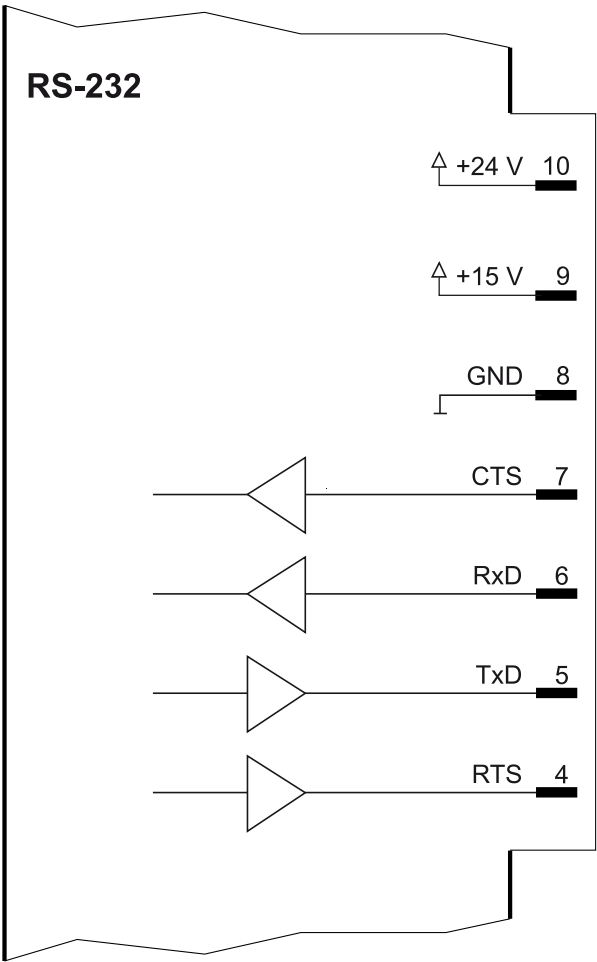 RS-232
+24 V 10
+15 V 9
GND 8
CTS 7
RxD 6
TxD 5
RTS 4